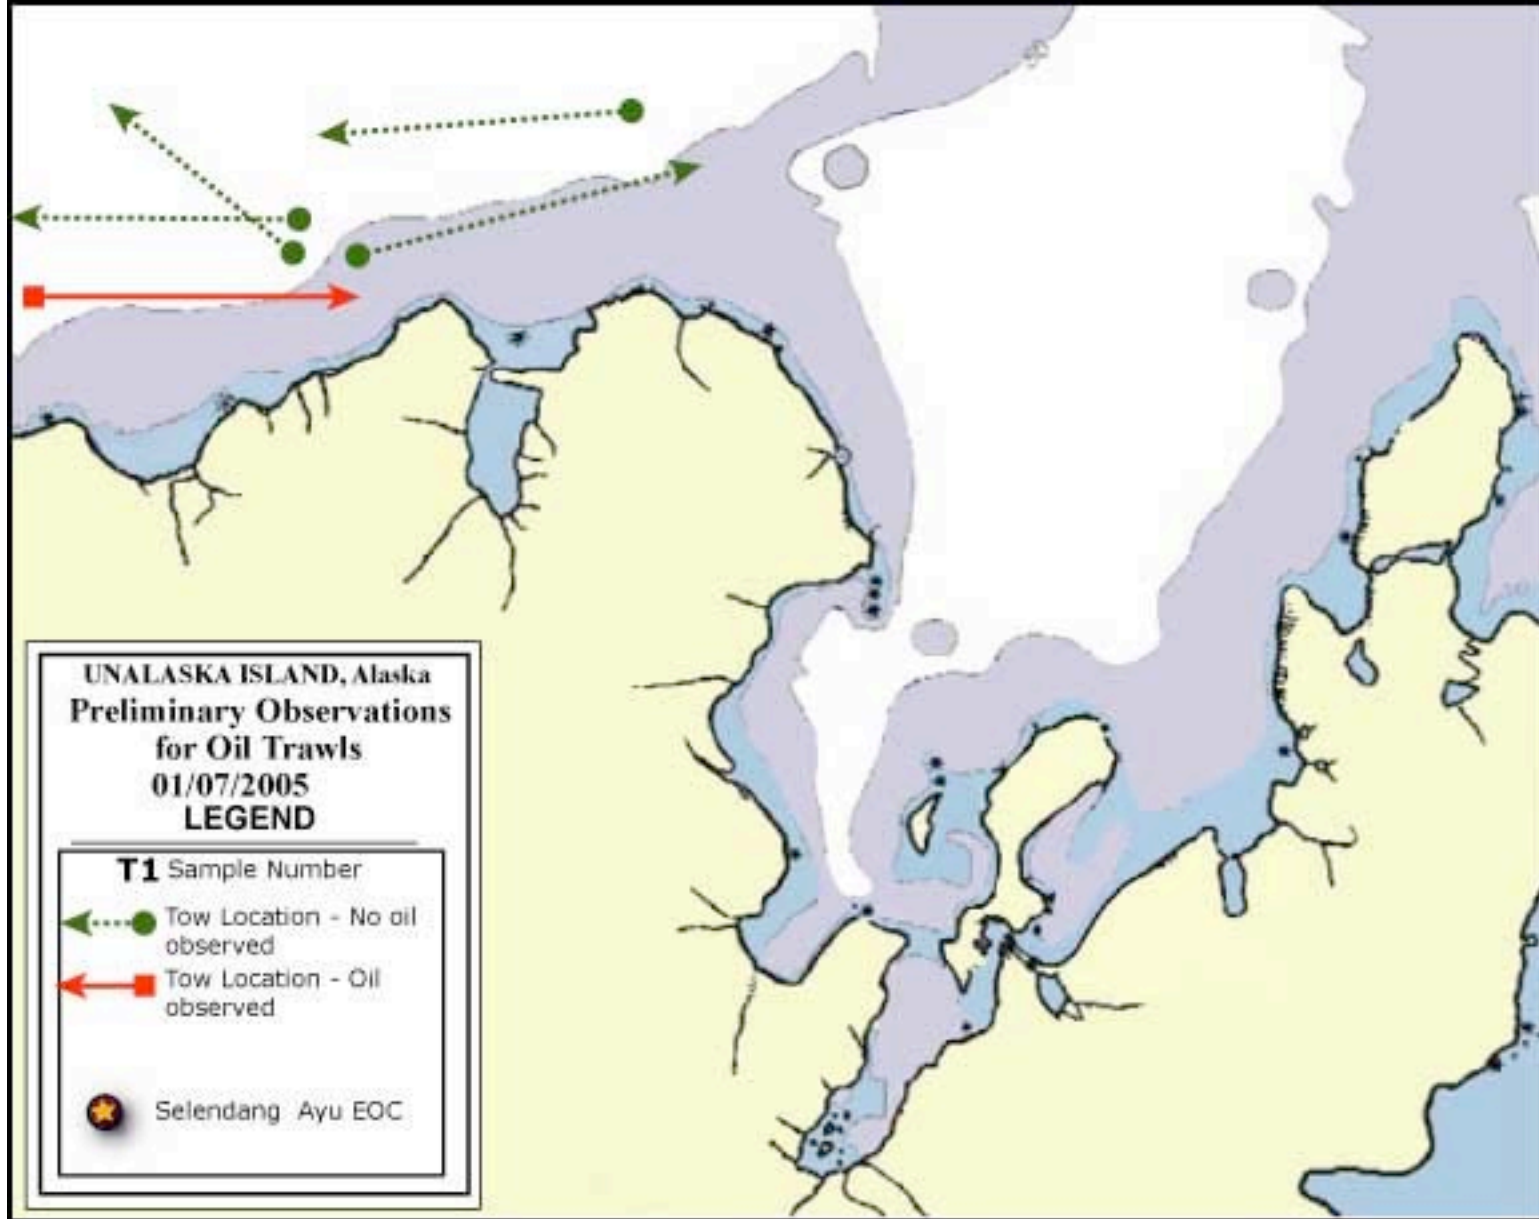 UNALASKA ISLAND, Alaska
Preliminary Observations
for Oil Trawls
01/07/2005
LEGEND
T1 Sample Number
Tow Location - No oil
observed
Tow Location - Oil
observed
Selendang Ayu EOC